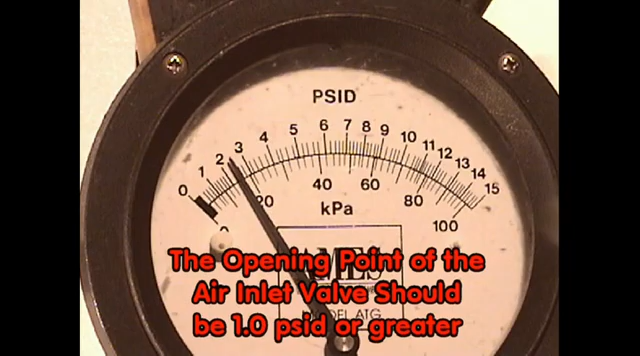 PSID
0 1 2 3 4 5 6 7 8 9 10 11 12 13 14 15
20 40 60 80 100
kPa
The Opening Point of the
Air Inlet Valve Should
be 1.0 psid or greater